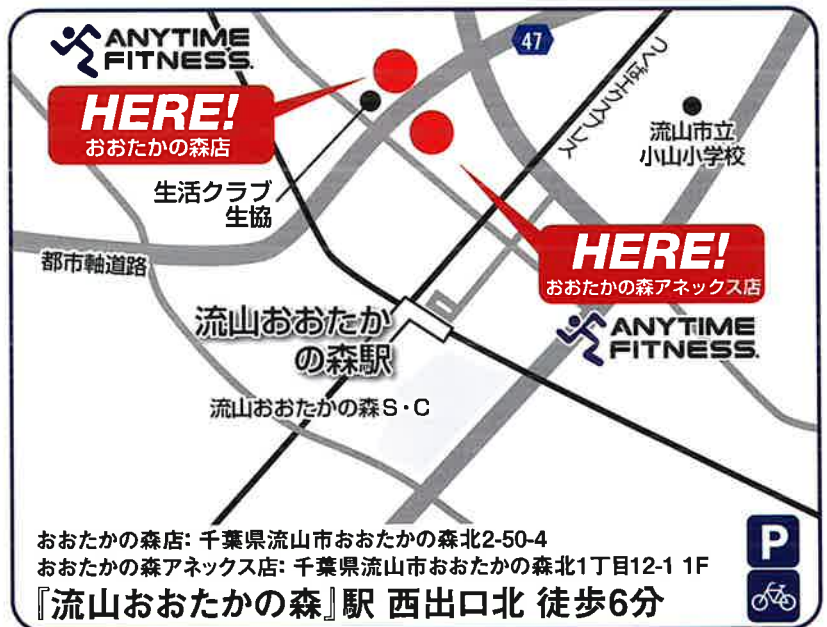 ANYTIME
FITNESS.
47
HERE!
おおたかの森店
つくばエクスプレス
流山市立
小山小学校
生活クラブ
生協
都市軸道路
HERE!
おおたかの森アネックス店
流山おおたか
の森駅
ANYTIME
FITNESS.
流山おおたかの森S・C
おおたかの森店: 千葉県流山市おおたかの森北2-50-4
おおたかの森アネックス店: 千葉県流山市おおたかの森北1丁目12-1 1F
『流山おおたかの森』駅 西出口北 徒歩6分
P